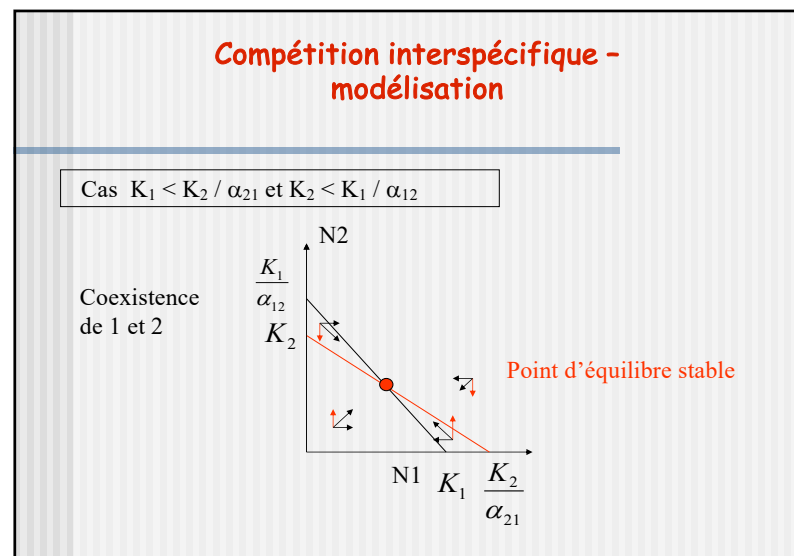 Compétition interspécifique –
modélisation
Cas K₁ < K₂ / α₂₁ et K₂ < K₁ / α₁₂
N2
K₁
α₁₂
Coexistence
de 1 et 2
K₂
Point d’équilibre stable
N1 K₁ K₂
α₂₁